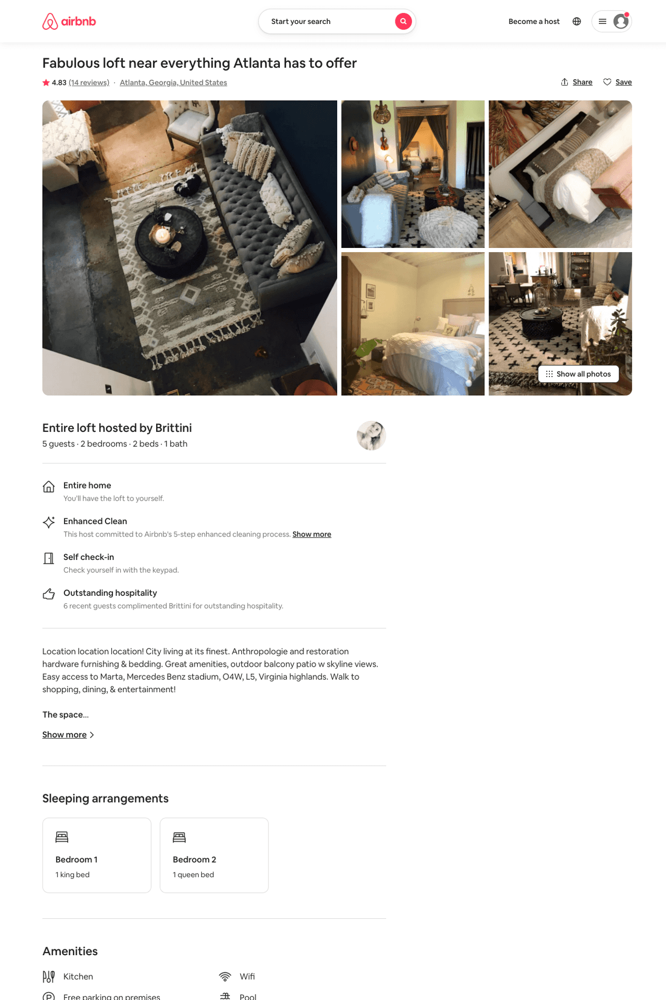 airbnb
Start your search
Become a host
Fabulous loft near everything Atlanta has to offer
4.83 (14 reviews) · Atlanta, Georgia, United States
Share
Save
Show all photos
Entire loft hosted by Brittini
5 guests · 2 bedrooms · 2 beds · 1 bath
Entire home
You'll have the loft to yourself.
Enhanced Clean
This host committed to Airbnb's 5-step enhanced cleaning process. Show more
Self check-in
Check yourself in with the keypad.
Outstanding hospitality
6 recent guests complimented Brittini for outstanding hospitality.
Location location location! City living at its finest. Anthropologie and restoration
hardware furnishing & bedding. Great amenities, outdoor balcony patio w skyline views.
Easy access to Marta, Mercedes Benz stadium, O4W, L5, Virginia highlands. Walk to
shopping, dining, & entertainment!
The space...
Show more
Sleeping arrangements
Bedroom 1
1 king bed
Bedroom 2
1 queen bed
Amenities
Kitchen
Wifi
Free parking on premises
Pool